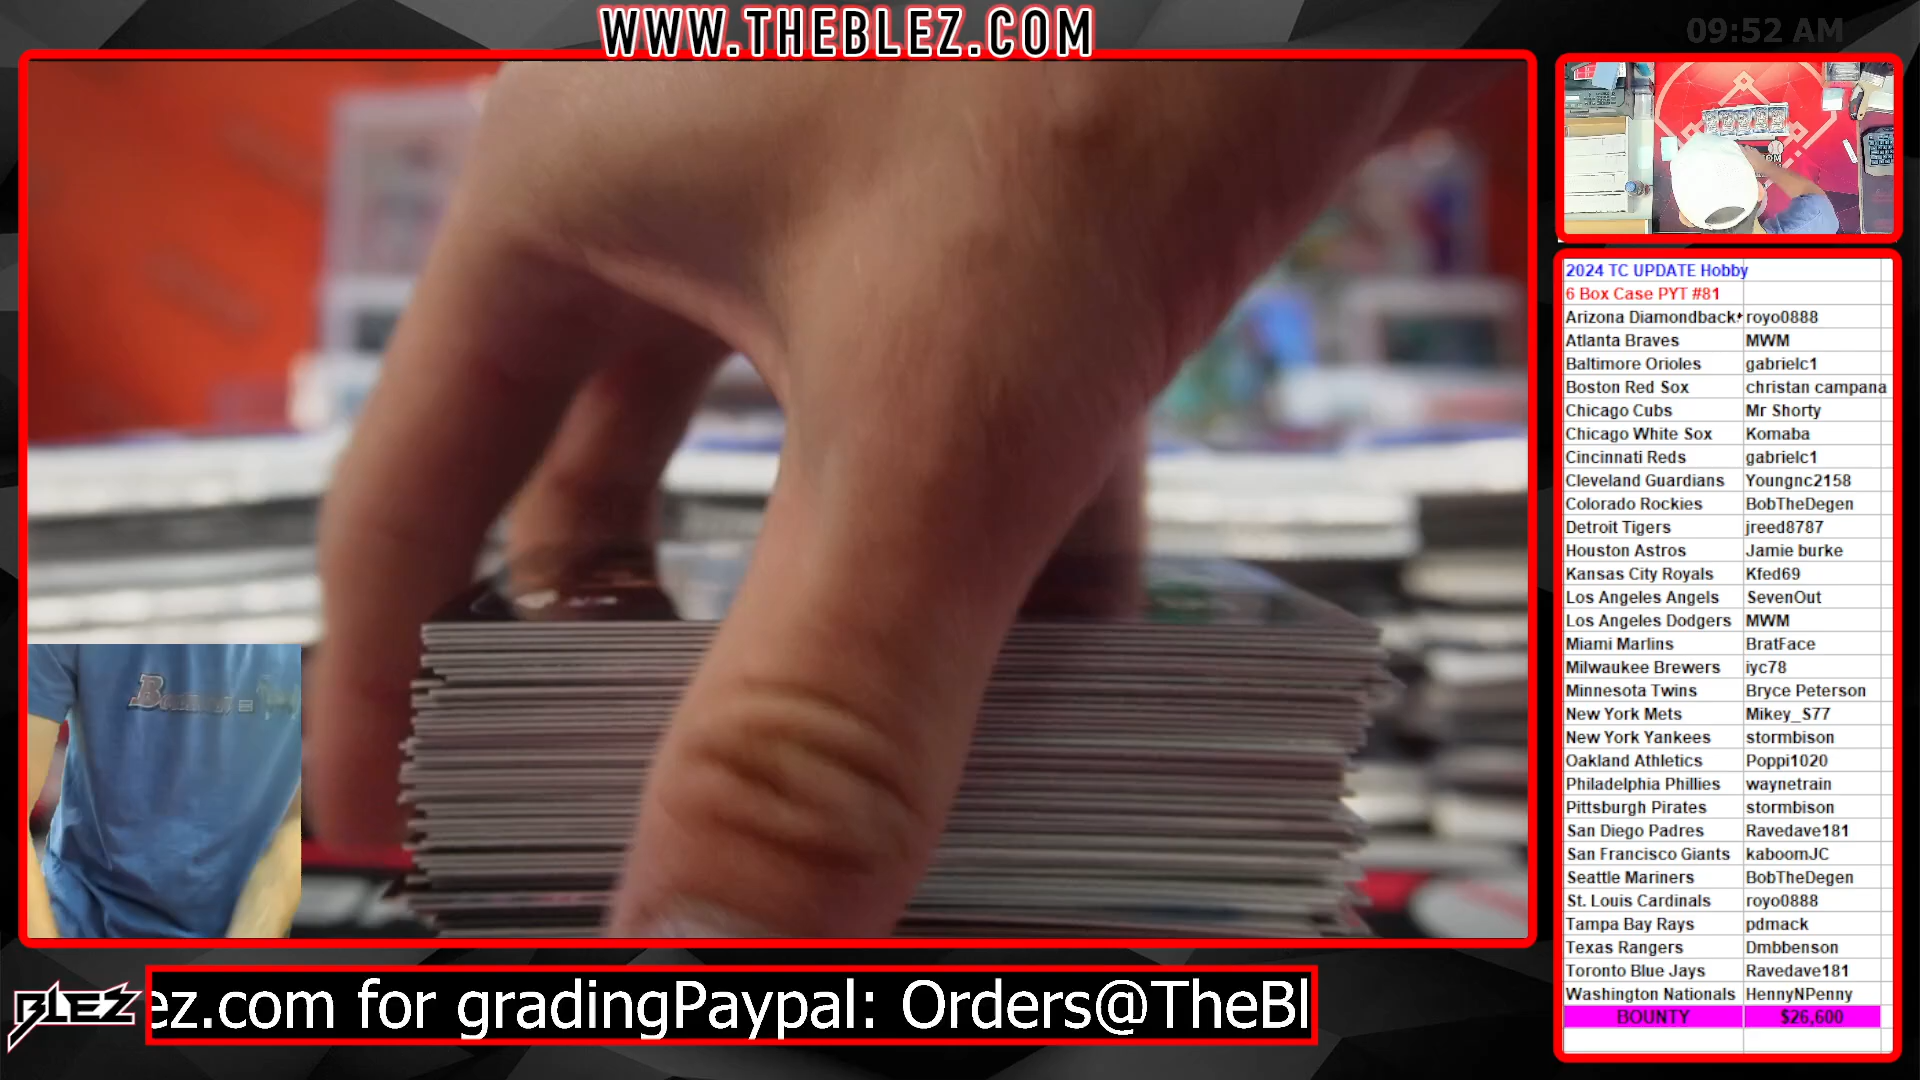 WWW.THEBLEZ.COM
09:52 AM
2024 TC UPDATE Hobby
6 Box Case PYT #81
Arizona Diamondback royo0888
Atlanta Braves MWM
Baltimore Orioles gabrielc1
Boston Red Sox christan campana
Chicago Cubs Mr Shorty
Chicago White Sox Komaba
Cincinnati Reds gabrielc1
Cleveland Guardians Youngnc2158
Colorado Rockies BobTheDegen
Detroit Tigers jreed8787
Houston Astros Jamie burke
Kansas City Royals Kfed69
Los Angeles Angels SevenOut
Los Angeles Dodgers MWM
Miami Marlins BratFace
Milwaukee Brewers iyc78
Minnesota Twins Bryce Peterson
New York Mets Mikey_S77
New York Yankees stormbison
Oakland Athletics Poppi1020
Philadelphia Phillies waynetrain
Pittsburgh Pirates stormbison
San Diego Padres Ravedave181
San Francisco Giants kaboomJC
Seattle Mariners BobTheDegen
St. Louis Cardinals royo0888
Tampa Bay Rays pdmack
Texas Rangers Dmbbenson
Toronto Blue Jays Ravedave181
Washington Nationals HennyNPenny
BOUNTY $26,600
BLEZ
ez.com for gradingPaypal: Orders@TheBl